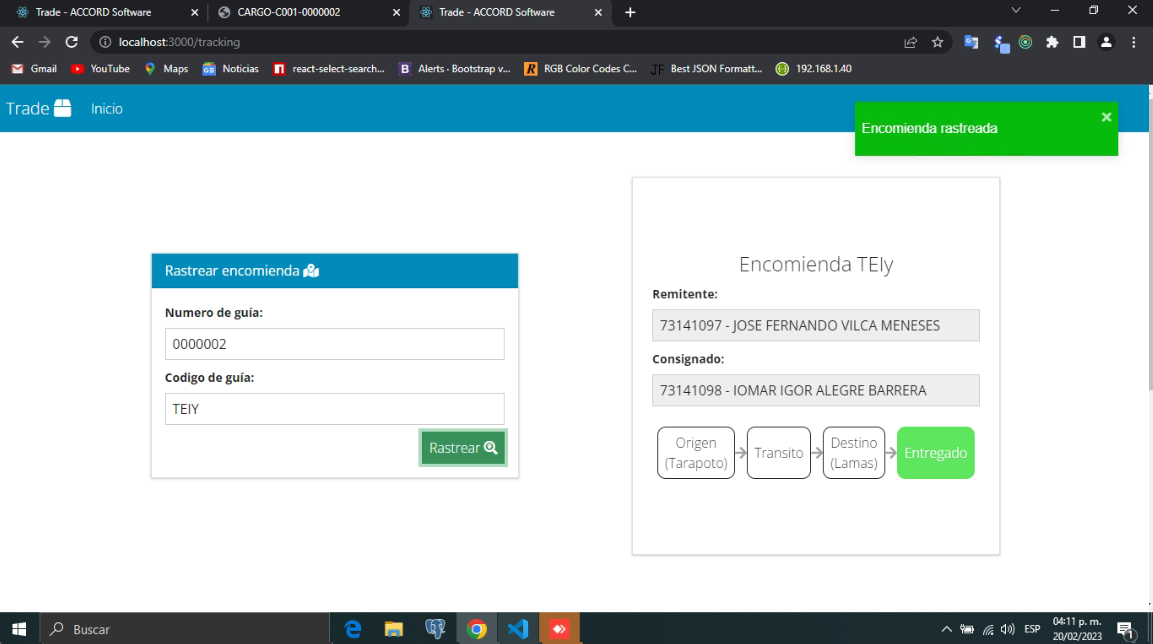 Trade - ACCORD Software
CARGO-C001-0000002
Trade - ACCORD Software
localhost:3000/tracking
Gmail
YouTube
Maps
Noticias
react-select-search...
Alerts · Bootstrap v...
RGB Color Codes C...
JF Best JSON Formatt...
192.168.1.40
Trade
Inicio
Encomienda rastreada
Rastrear encomienda
Numero de guía:
0000002
Codigo de guía:
TEIY
Rastrear
Encomienda TEIy
Remitente:
73141097 - JOSE FERNANDO VILCA MENESES
Consignado:
73141098 - IOMAR IGOR ALEGRE BARRERA
Origen
(Tarapoto)
Transito
Destino
(Lamas)
Entregado
Buscar
ESP
04:11 p. m.
20/02/2023
1